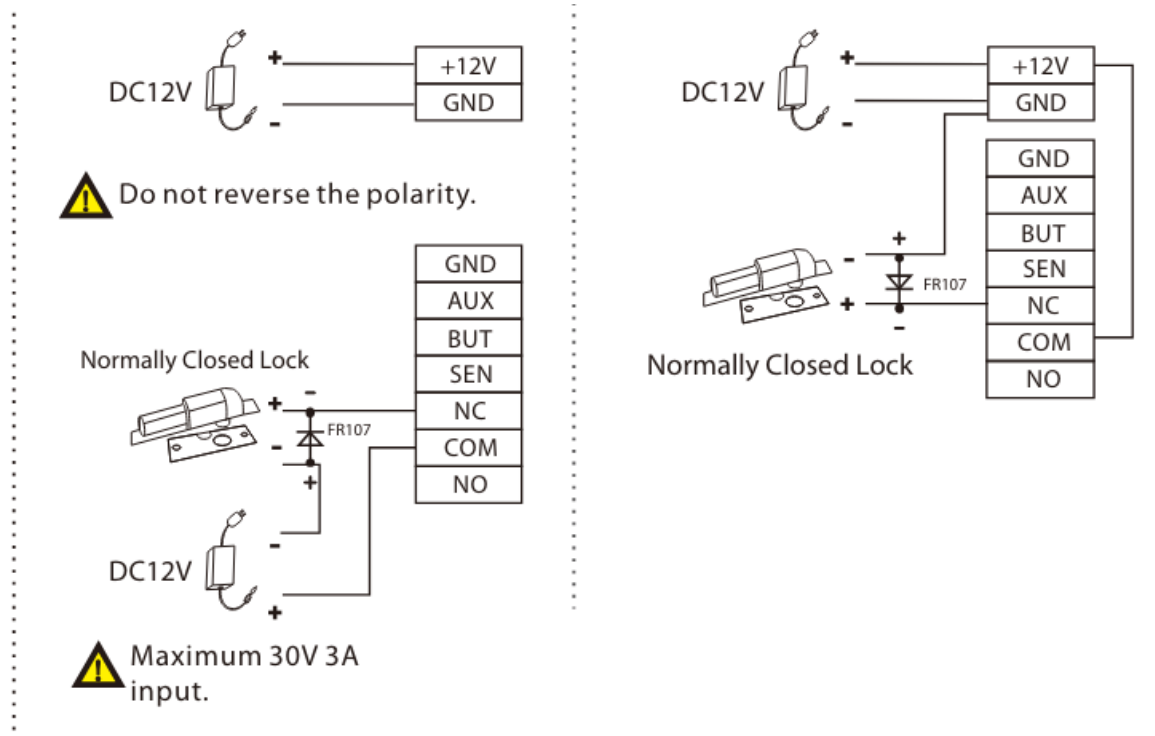 +
DC12V
-
+12V
GND
Do not reverse the polarity.
GND
AUX
BUT
SEN
NC
COM
NO
Normally Closed Lock
+
-
-
FR107
+
-
DC12V
+
Maximum 30V 3A
input.
+
DC12V
-
+12V
GND
GND
AUX
BUT
SEN
NC
COM
NO
+
-
FR107
+
-
Normally Closed Lock